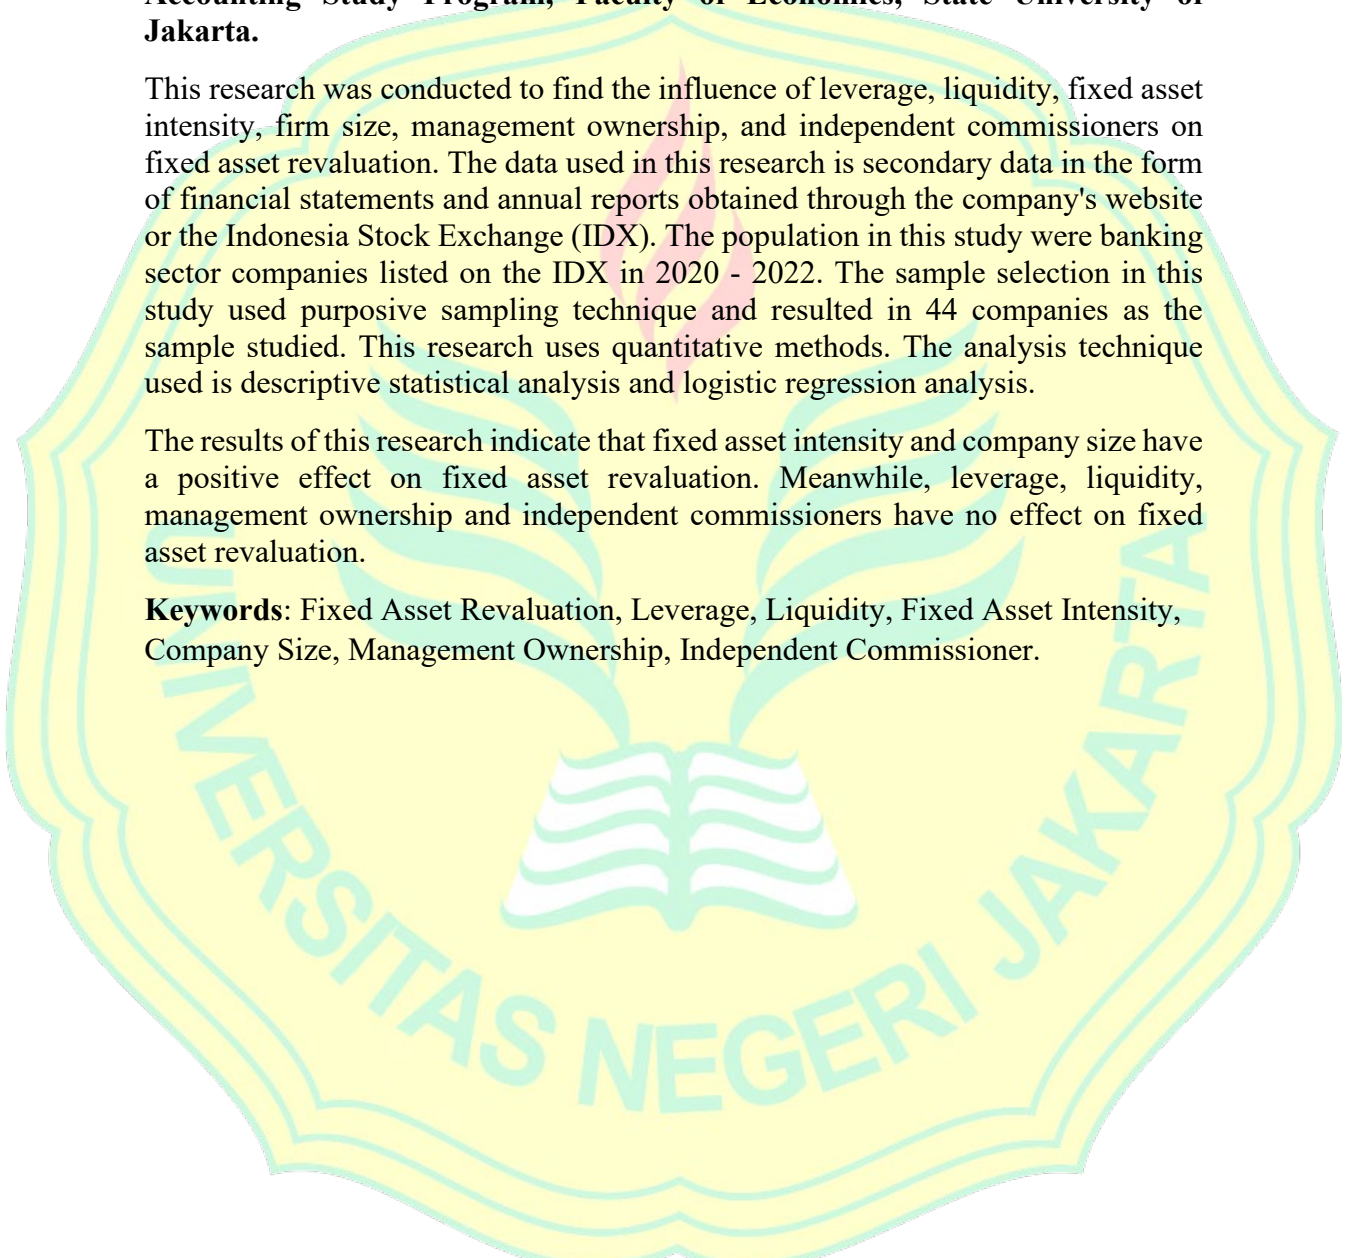 Accounting Study Program, Faculty of Economics, State University of
Jakarta.
This research was conducted to find the influence of leverage, liquidity, fixed asset
intensity, firm size, management ownership, and independent commissioners on
fixed asset revaluation. The data used in this research is secondary data in the form
of financial statements and annual reports obtained through the company's website
or the Indonesia Stock Exchange (IDX). The population in this study were banking
sector companies listed on the IDX in 2020 - 2022. The sample selection in this
study used purposive sampling technique and resulted in 44 companies as the
sample studied. This research uses quantitative methods. The analysis technique
used is descriptive statistical analysis and logistic regression analysis.
The results of this research indicate that fixed asset intensity and company size have
a positive effect on fixed asset revaluation. Meanwhile, leverage, liquidity,
management ownership and independent commissioners have no effect on fixed
asset revaluation.
Keywords: Fixed Asset Revaluation, Leverage, Liquidity, Fixed Asset Intensity,
Company Size, Management Ownership, Independent Commissioner.
UNIVERSITAS NEGERI JAKARTA